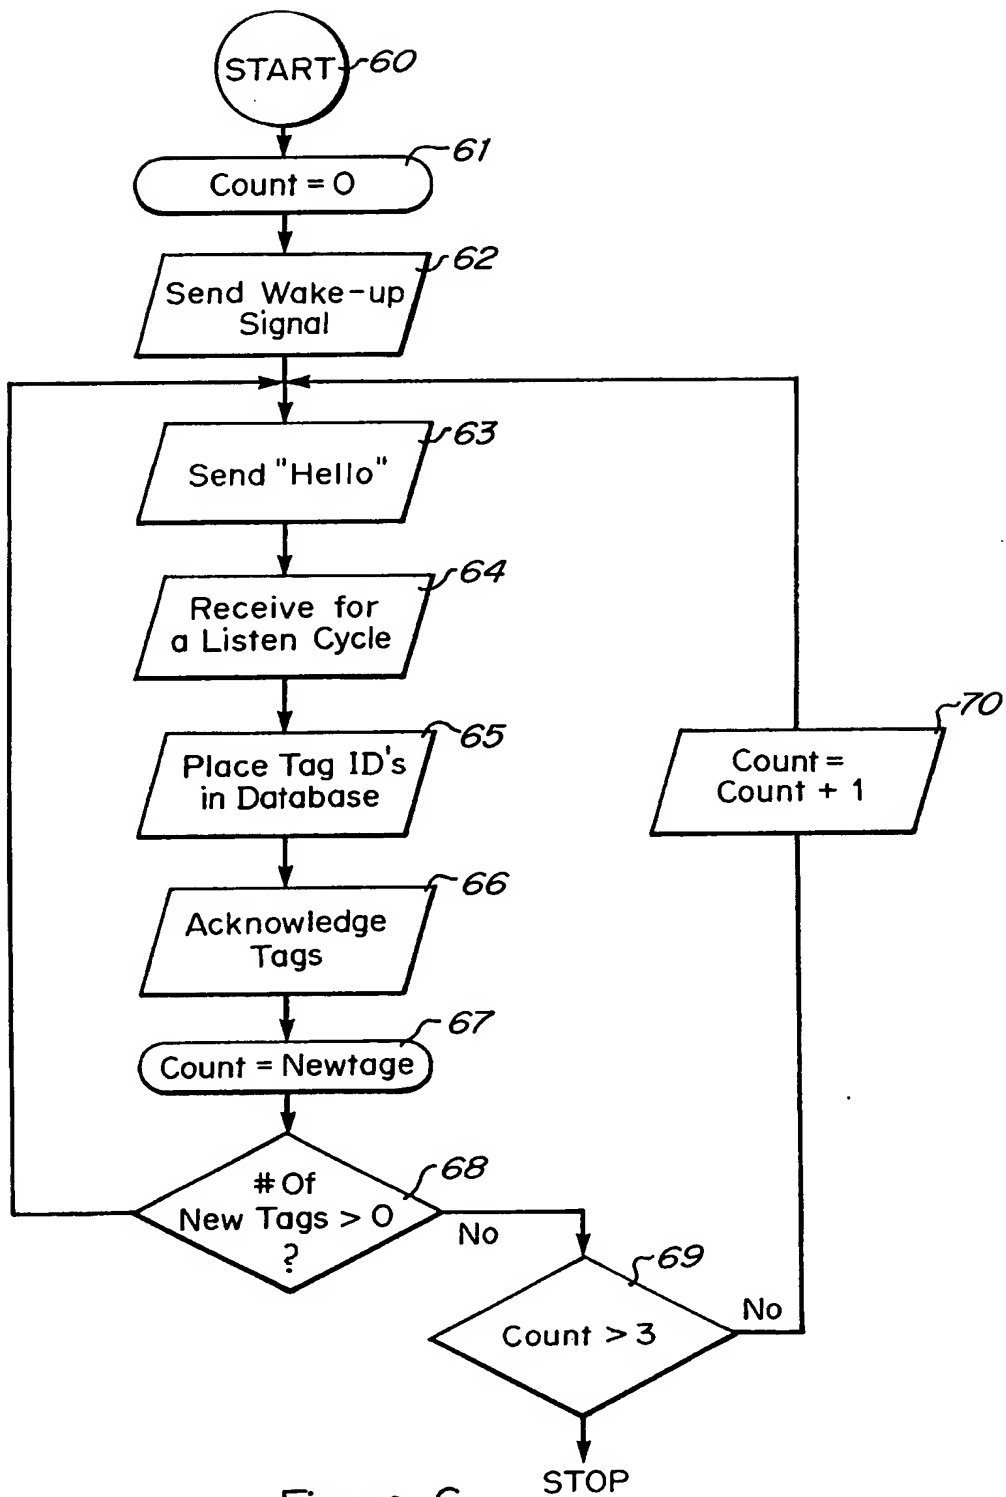 START
60
61
Count = 0
62
Send Wake-up
Signal
63
Send "Hello"
64
Receive for
a Listen Cycle
65
Place Tag ID's
in Database
70
Count =
Count + 1
66
Acknowledge
Tags
67
Count = Newtage
68
# Of
New Tags > 0
?
No
69
Count > 3
No
STOP